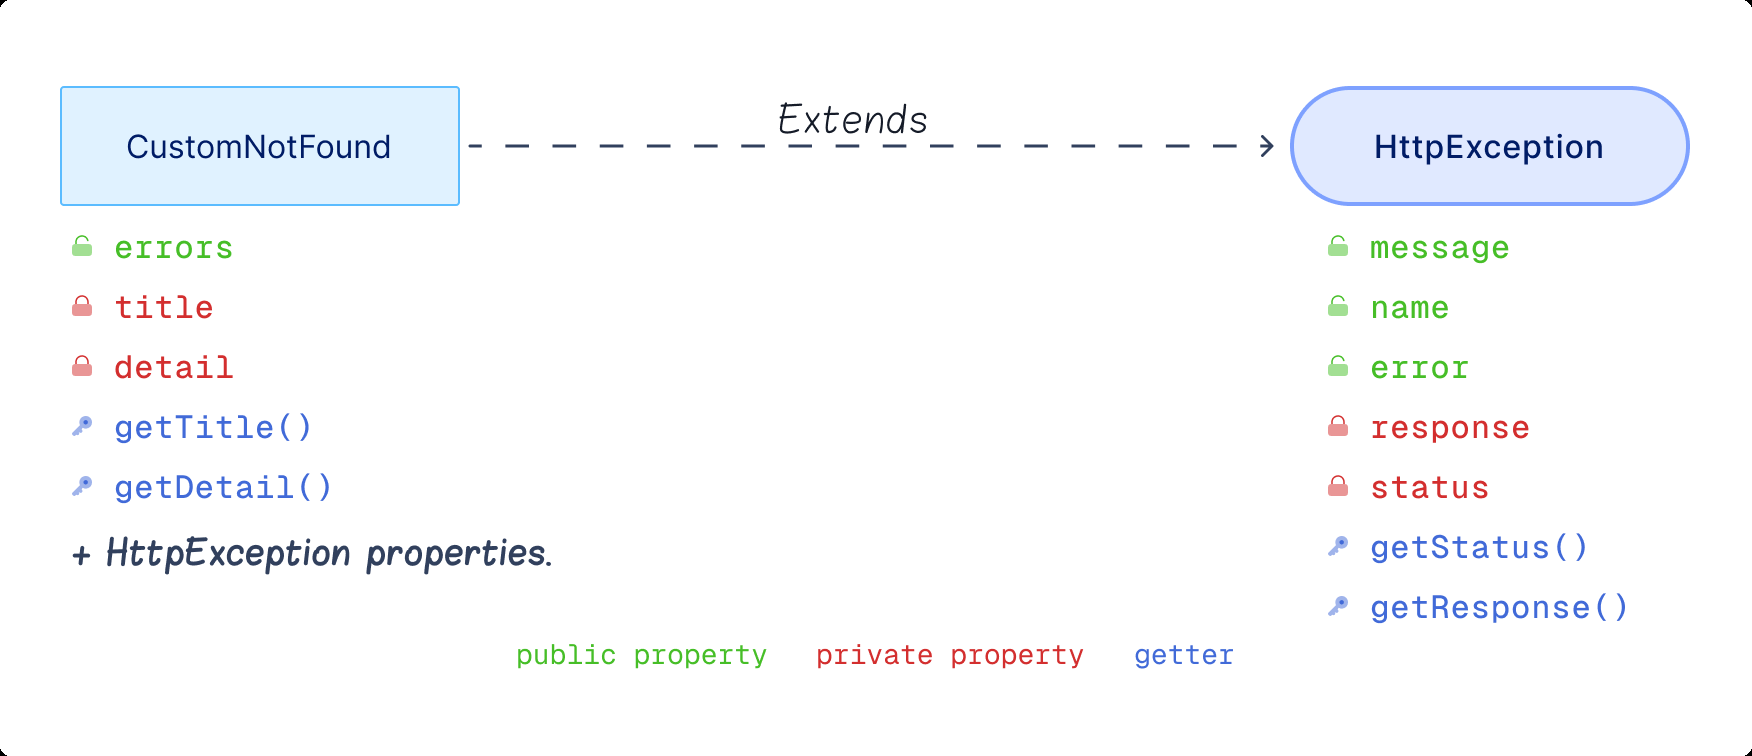 CustomNotFound
Extends
HttpException
errors
title
detail
getTitle()
getDetail()
+ HttpException properties.
message
name
error
response
status
getStatus()
getResponse()
public property private property getter